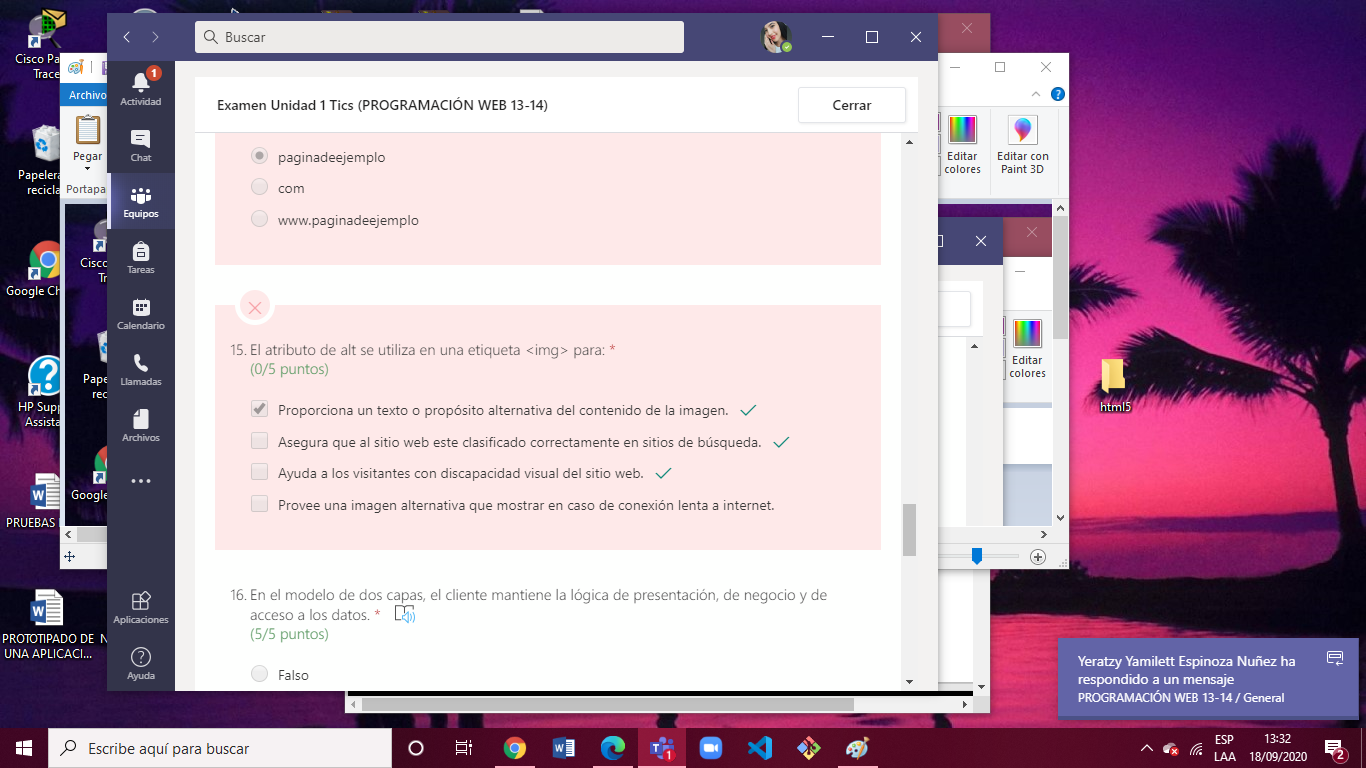 Cisco Pa
Trace
Papelera
recicla
Google Ch
HP Supp
Assista
PRUEBAS
PROTOTIPADO DE N
UNA APLICACI...
Archivo
Pegar
Portapa
Cisco
Tr
Pape
rec
Google
Buscar
1
Actividad
Chat
Equipos
Tareas
Calendario
Llamadas
Archivos
Aplicaciones
Ayuda
Examen Unidad 1 Tics (PROGRAMACIÓN WEB 13-14)
Cerrar
paginadeejemplo
com
www.paginadeejemplo
15. El atributo de alt se utiliza en una etiqueta <img> para: *
(0/5 puntos)
Proporciona un texto o propósito alternativa del contenido de la imagen.
Asegura que al sitio web este clasificado correctamente en sitios de búsqueda.
Ayuda a los visitantes con discapacidad visual del sitio web.
Provee una imagen alternativa que mostrar en caso de conexión lenta a internet.
16. En el modelo de dos capas, el cliente mantiene la lógica de presentación, de negocio y de
acceso a los datos. *
(5/5 puntos)
Falso
Editar
colores
Editar con
Paint 3D
Editar
colores
html5
Yeratzy Yamilett Espinoza Nuñez ha
respondido a un mensaje
PROGRAMACIÓN WEB 13-14 / General
Escribe aquí para buscar
1
ESP
LAA
13:32
18/09/2020
2